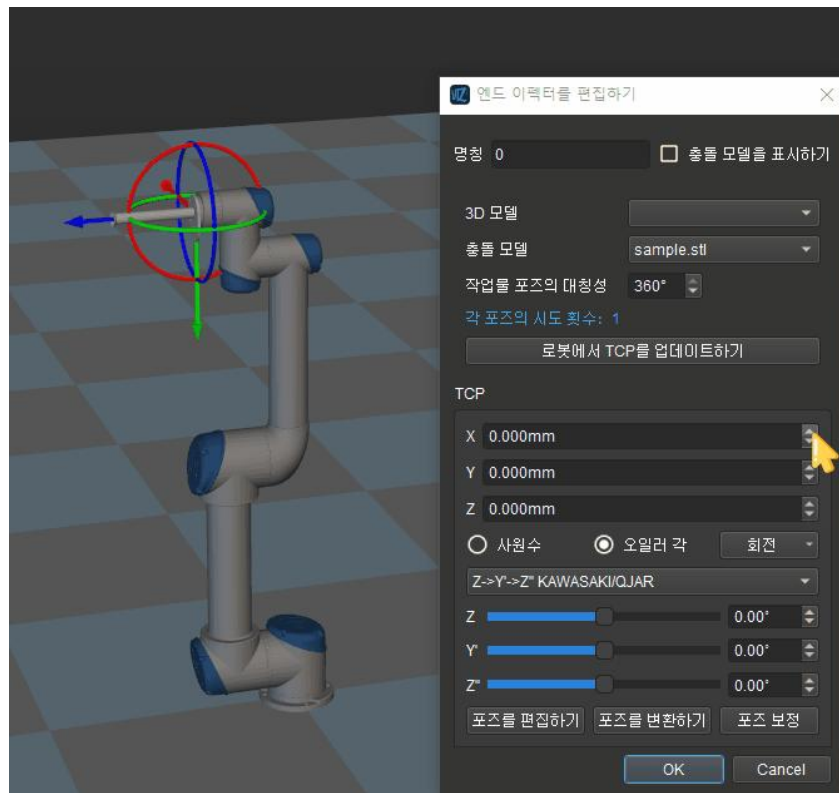 엔드 이펙터를 편집하기
명칭 0 충돌 모델을 표시하기
3D 모델
충돌 모델 sample.stl
작업물 포즈의 대칭성 360°
각 포즈의 시도 횟수: 1
로봇에서 TCP를 업데이트하기
TCP
X 0.000mm
Y 0.000mm
Z 0.000mm
사원수 오일러 각 회전
Z->Y'->Z" KAWASAKI/QJAR
Z 0.00°
Y' 0.00°
Z" 0.00°
포즈를 편집하기 포즈를 변환하기 포즈 보정
OK Cancel